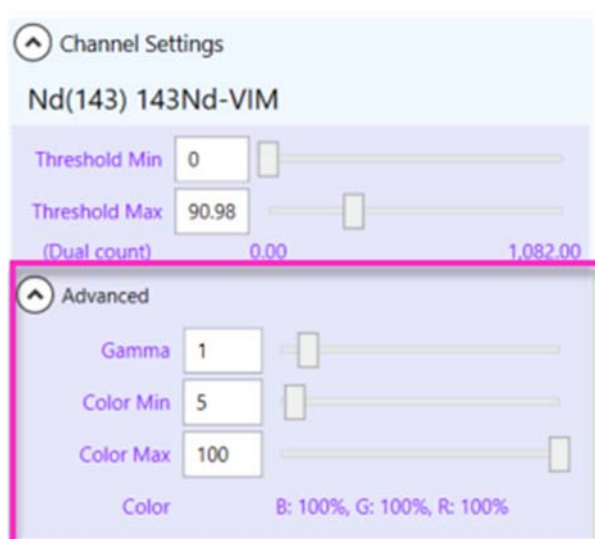 Channel Settings
Nd(143) 143Nd-VIM
Threshold Min 0
Threshold Max 90.98
(Dual count) 0.00 1,082.00
Advanced
Gamma 1
Color Min 5
Color Max 100
Color B: 100%, G: 100%, R: 100%